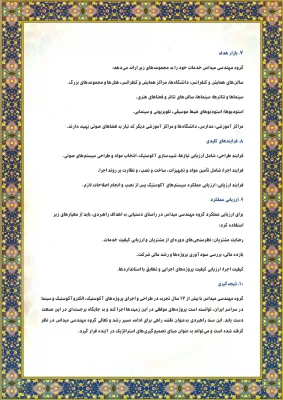 ۷. بازار هدف
گروه مهندسی میداس خدمات خود را به مجموعه‌های زیر ارائه می‌دهد:
سالن‌های همایش و کنفرانس: دانشگاه‌ها، مراکز همایش و کنفرانس، هتل‌ها و مجموعه‌های بزرگ.
سینماها و تئاترها: سینماها، سالن‌های تئاتر و فضاهای هنری.
استودیوها: استودیوهای ضبط موسیقی، تلویزیونی و سینمایی.
مراکز آموزشی: مدارس، دانشگاه‌ها و مراکز آموزشی دیگر که نیاز به فضاهای صوتی بهینه دارند.
۸. فرایندهای کلیدی
فرایند طراحی: شامل ارزیابی نیازها، شبیه‌سازی آکوستیک، انتخاب مواد و طراحی سیستم‌های صوتی.
فرایند اجرا: شامل تأمین مواد و تجهیزات، ساخت و نصب، و نظارت بر روند اجرا.
فرایند ارزیابی: ارزیابی عملکرد سیستم‌های آکوستیک پس از نصب و انجام اصلاحات لازم.
۹. ارزیابی عملکرد
برای ارزیابی عملکرد گروه مهندسی میداس در راستای دستیابی به اهداف راهبردی، باید از معیارهای زیر
استفاده کرد:
رضایت مشتریان: نظرسنجی‌های دوره‌ای از مشتریان و ارزیابی کیفیت خدمات.
بازده مالی: بررسی سودآوری پروژه‌ها و رشد مالی شرکت.
کیفیت اجرا: ارزیابی کیفیت پروژه‌های اجرایی و تطابق با استانداردها.
۱۰. نتیجه‌گیری
گروه مهندسی میداس با بیش از ۱۴ سال تجربه در طراحی و اجرای پروژه‌های آکوستیک، الکتروآکوستیک و سینما
در سراسر ایران، توانسته است پروژه‌های موفقی در این زمینه‌ها اجرا کند و به جایگاه برجسته‌ای در این صنعت
دست یابد. این سند راهبردی به‌عنوان نقشه راهی برای ادامه مسیر رشد و تعالی گروه مهندسی میداس در نظر
گرفته شده است و می‌تواند به عنوان مبنای تصمیم‌گیری‌های استراتژیک در آینده قرار گیرد.